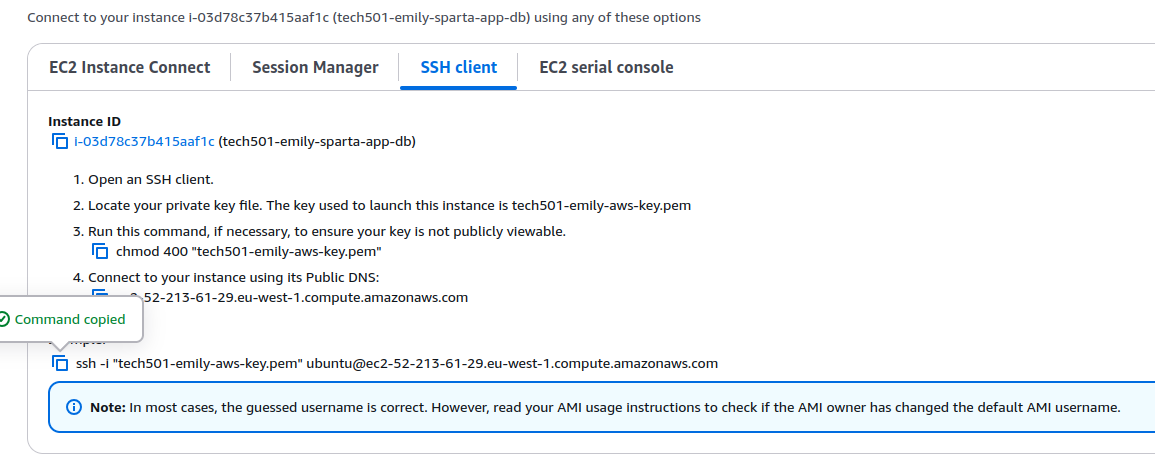 Connect to your instance i-03d78c37b415aaf1c (tech501-emily-sparta-app-db) using any of these options
EC2 Instance Connect
Session Manager
SSH client
EC2 serial console
Instance ID
i-03d78c37b415aaf1c (tech501-emily-sparta-app-db)
1. Open an SSH client.
2. Locate your private key file. The key used to launch this instance is tech501-emily-aws-key.pem
3. Run this command, if necessary, to ensure your key is not publicly viewable.
chmod 400 "tech501-emily-aws-key.pem"
4. Connect to your instance using its Public DNS:
2-52-213-61-29.eu-west-1.compute.amazonaws.com
Command copied
ssh -i "tech501-emily-aws-key.pem" ubuntu@ec2-52-213-61-29.eu-west-1.compute.amazonaws.com
Note: In most cases, the guessed username is correct. However, read your AMI usage instructions to check if the AMI owner has changed the default AMI username.